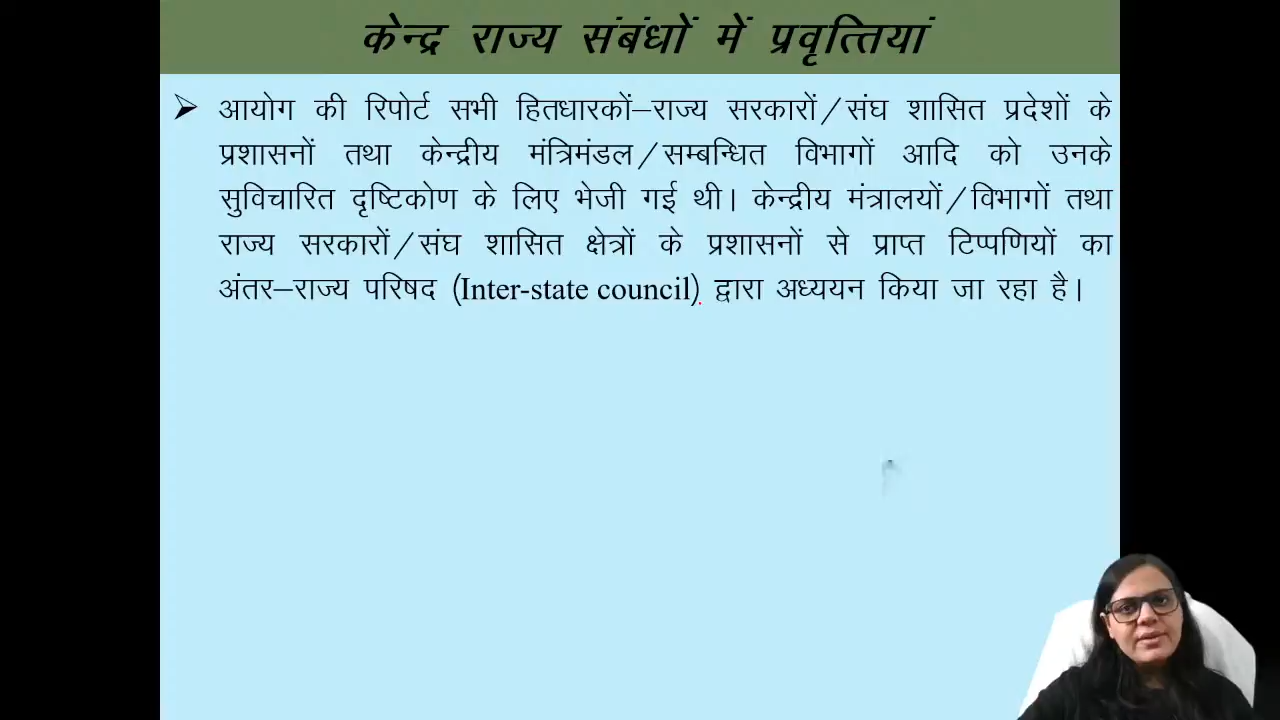 केन्द्र राज्य संबंधों में प्रवृत्तियां
➢ आयोग की रिपोर्ट सभी हितधारकों–राज्य सरकारों/संघ शासित प्रदेशों के
प्रशासनों तथा केन्द्रीय मंत्रिमंडल/सम्बन्धित विभागों आदि को उनके
सुविचारित दृष्टिकोण के लिए भेजी गई थी। केन्द्रीय मंत्रालयों/विभागों तथा
राज्य सरकारों/संघ शासित क्षेत्रों के प्रशासनों से प्राप्त टिप्पणियों का
अंतर–राज्य परिषद (Inter-state council) द्वारा अध्ययन किया जा रहा है।